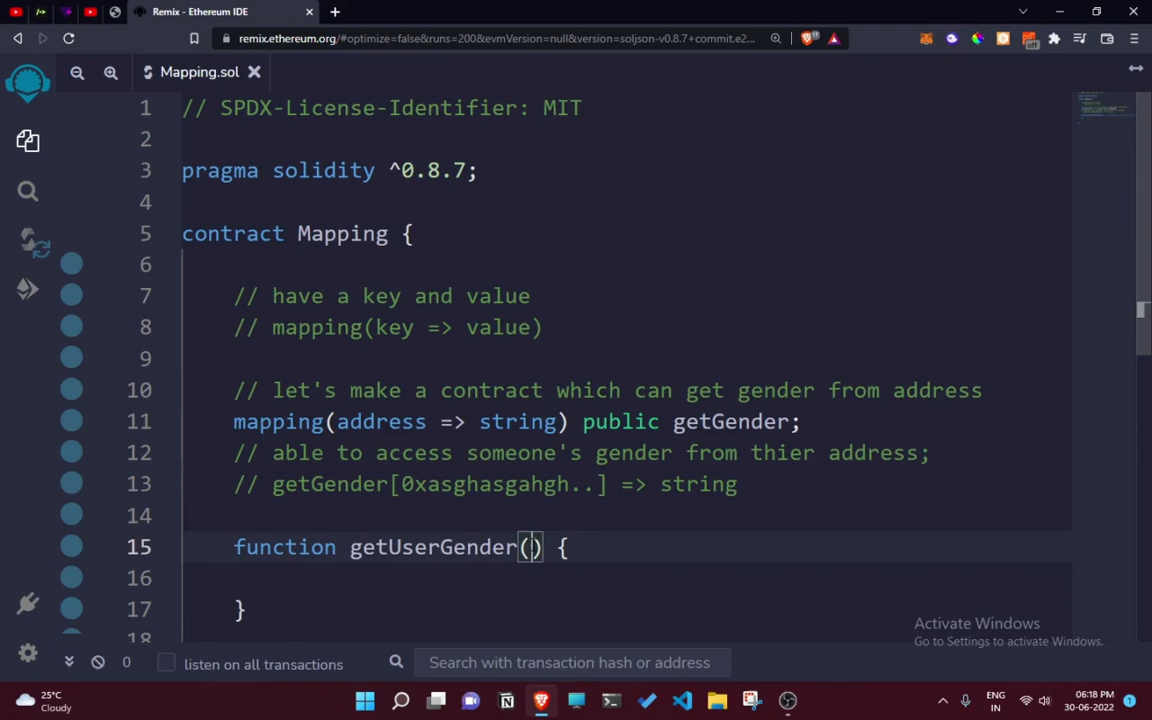 Remix - Ethereum IDE
remix.ethereum.org/#optimize=false&runs=200&evmVersion=null&version=soljson-v0.8.7+commit.e2...
17
off
Mapping.sol
1 // SPDX-License-Identifier: MIT
2
3 pragma solidity ^0.8.7;
4
5 contract Mapping {
6
7 // have a key and value
8 // mapping(key => value)
9
10 // let's make a contract which can get gender from address
11 mapping(address => string) public getGender;
12 // able to access someone's gender from thier address;
13 // getGender[0xasghasgahgh..] => string
14
15 function getUserGender() {
16
17 }
18
Activate Windows
Go to Settings to activate Windows.
0 listen on all transactions Search with transaction hash or address
25°C
Cloudy
ENG
IN
06:18 PM
30-06-2022
1